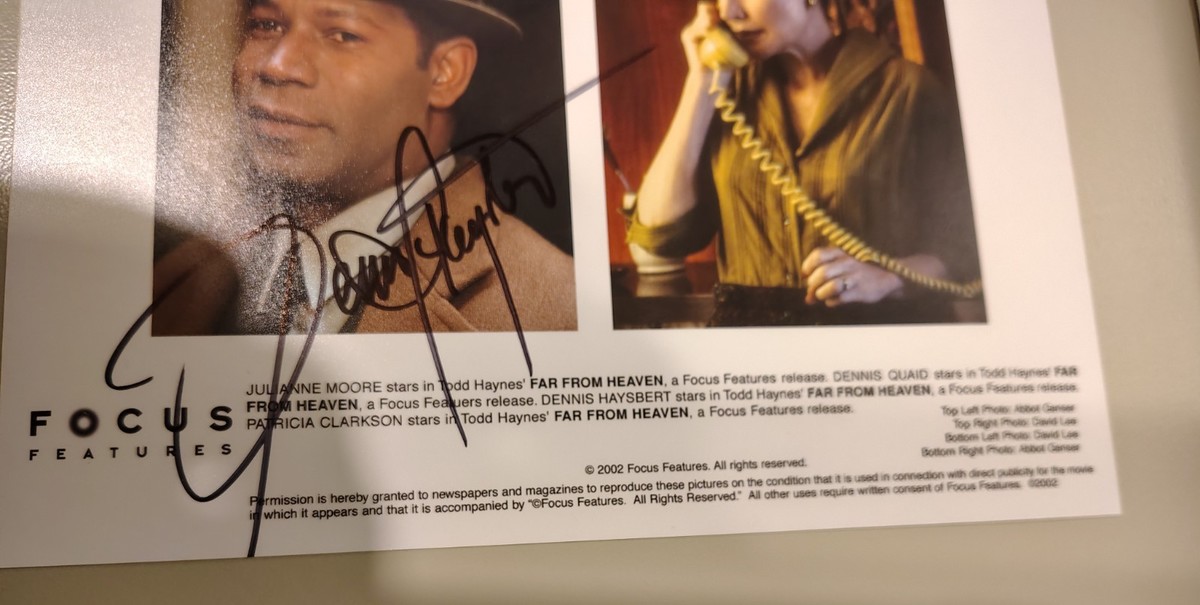 Dennis Haysbert
JULIANNE MOORE stars in Todd Haynes' FAR FROM HEAVEN, a Focus Features release. DENNIS QUAID stars in Todd Haynes' FAR
FROM HEAVEN, a Focus Featuers release. DENNIS HAYSBERT stars in Todd Haynes' FAR FROM HEAVEN, a Focus Features release.
PATRICIA CLARKSON stars in Todd Haynes' FAR FROM HEAVEN, a Focus Features release.
FOCUS
FEATURES
Top Left Photo: Abbot Genser
Top Right Photo: David Lee
Bottom Left Photo: David Lee
Bottom Right Photo: Abbot Genser
© 2002 Focus Features. All rights reserved.
Permission is hereby granted to newspapers and magazines to reproduce these pictures on the condition that it is used in connection with direct publicity for the movie
in which it appears and that it is accompanied by "©Focus Features. All Rights Reserved." All other uses require written consent of Focus Features. ©2002